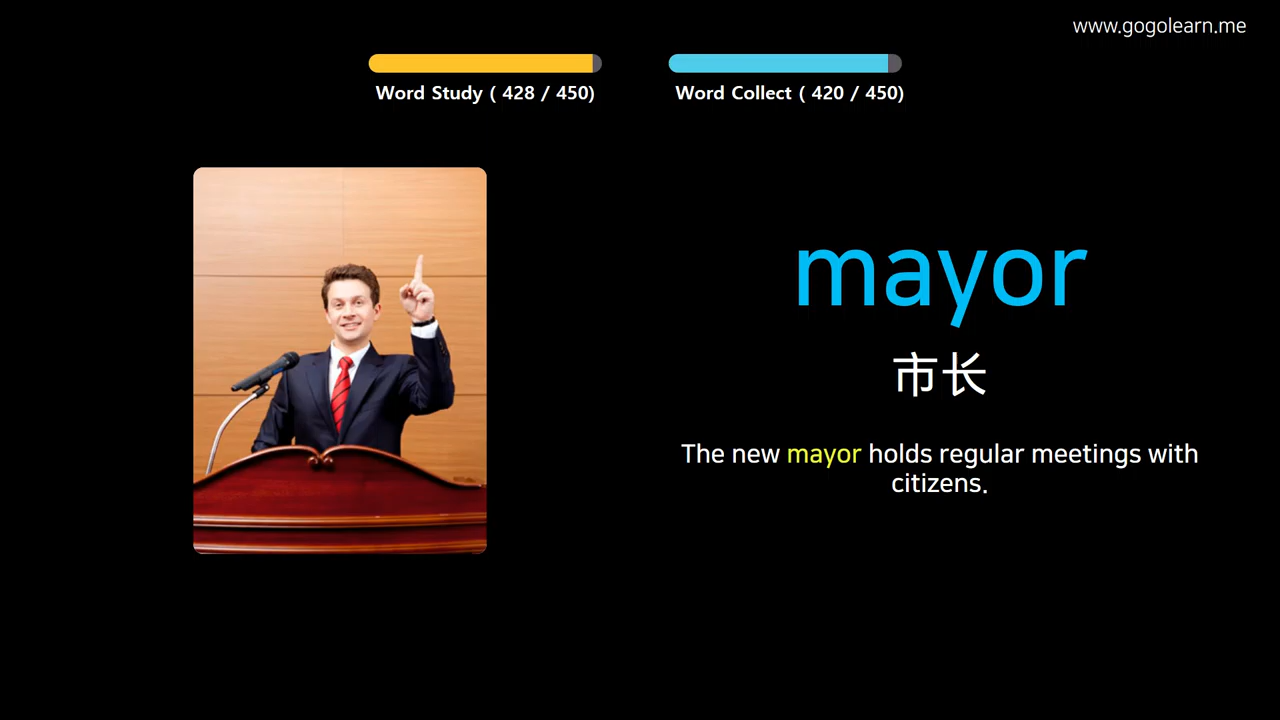 www.gogolearn.me
Word Study ( 428 / 450)
Word Collect ( 420 / 450)
mayor
市长
The new mayor holds regular meetings with
citizens.